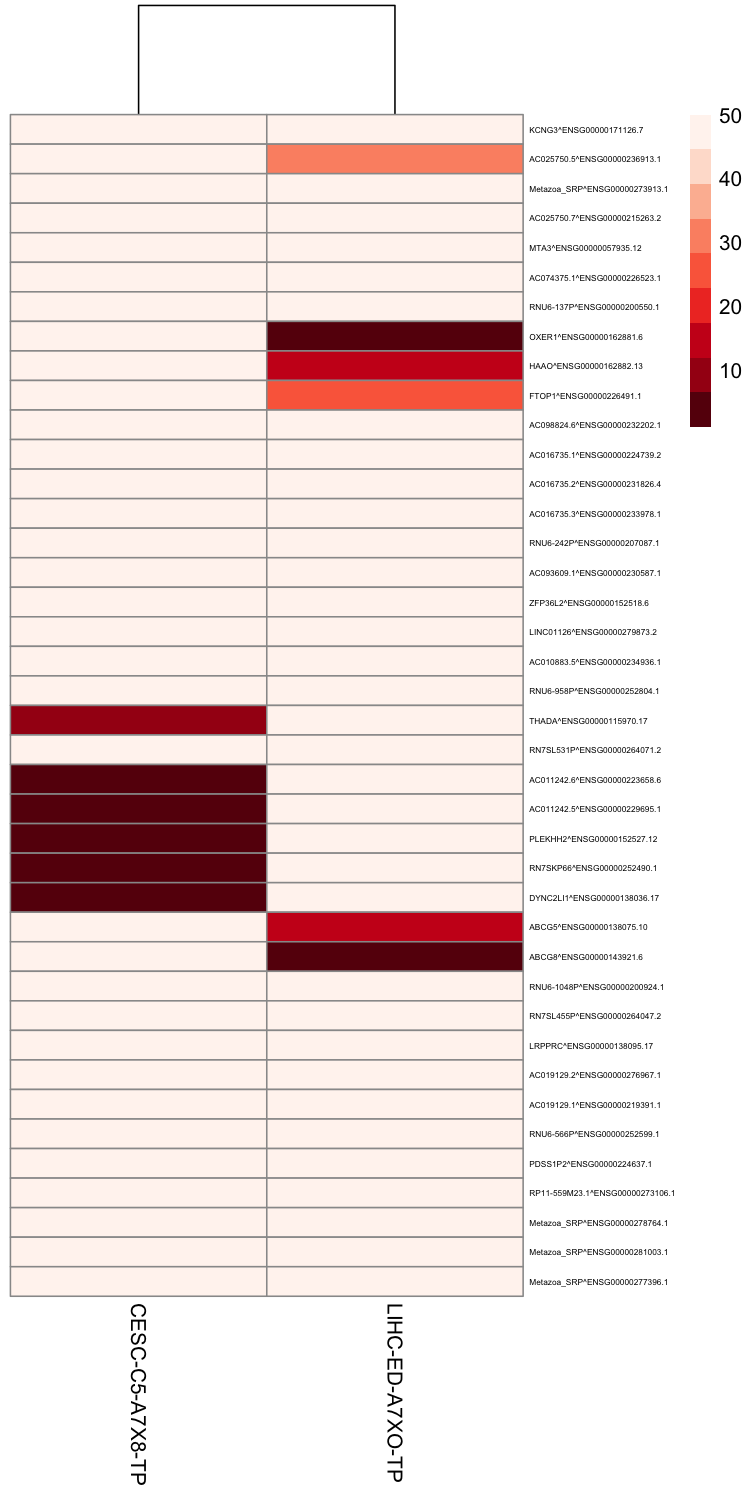 KCNG3^ENSG00000171126.7
AC025750.5^ENSG00000236913.1
Metazoa_SRP^ENSG00000273913.1
AC025750.7^ENSG00000215263.2
MTA3^ENSG00000057935.12
AC074375.1^ENSG00000226523.1
RNU6-137P^ENSG00000200550.1
OXER1^ENSG00000162881.6
HAAO^ENSG00000162882.13
FTOP1^ENSG00000226491.1
AC098824.6^ENSG00000232202.1
AC016735.1^ENSG00000224739.2
AC016735.2^ENSG00000231826.4
AC016735.3^ENSG00000233978.1
RNU6-242P^ENSG00000207087.1
AC093609.1^ENSG00000230587.1
ZFP36L2^ENSG00000152518.6
LINC01126^ENSG00000279873.2
AC010883.5^ENSG00000234936.1
RNU6-958P^ENSG00000252804.1
THADA^ENSG00000115970.17
RN7SL531P^ENSG00000264071.2
AC011242.6^ENSG00000223658.6
AC011242.5^ENSG00000229695.1
PLEKHH2^ENSG00000152527.12
RN7SKP66^ENSG00000252490.1
DYNC2LI1^ENSG00000138036.17
ABCG5^ENSG00000138075.10
ABCG8^ENSG00000143921.6
RNU6-1048P^ENSG00000200924.1
RN7SL455P^ENSG00000264047.2
LRPPRC^ENSG00000138095.17
AC019129.2^ENSG00000276967.1
AC019129.1^ENSG00000219391.1
RNU6-566P^ENSG00000252599.1
PDSS1P2^ENSG00000224637.1
RP11-559M23.1^ENSG00000273106.1
Metazoa_SRP^ENSG00000278764.1
Metazoa_SRP^ENSG00000281003.1
Metazoa_SRP^ENSG00000277396.1
50
40
30
20
10
CESC-C5-A7X8-TP
LIHC-ED-A7XO-TP